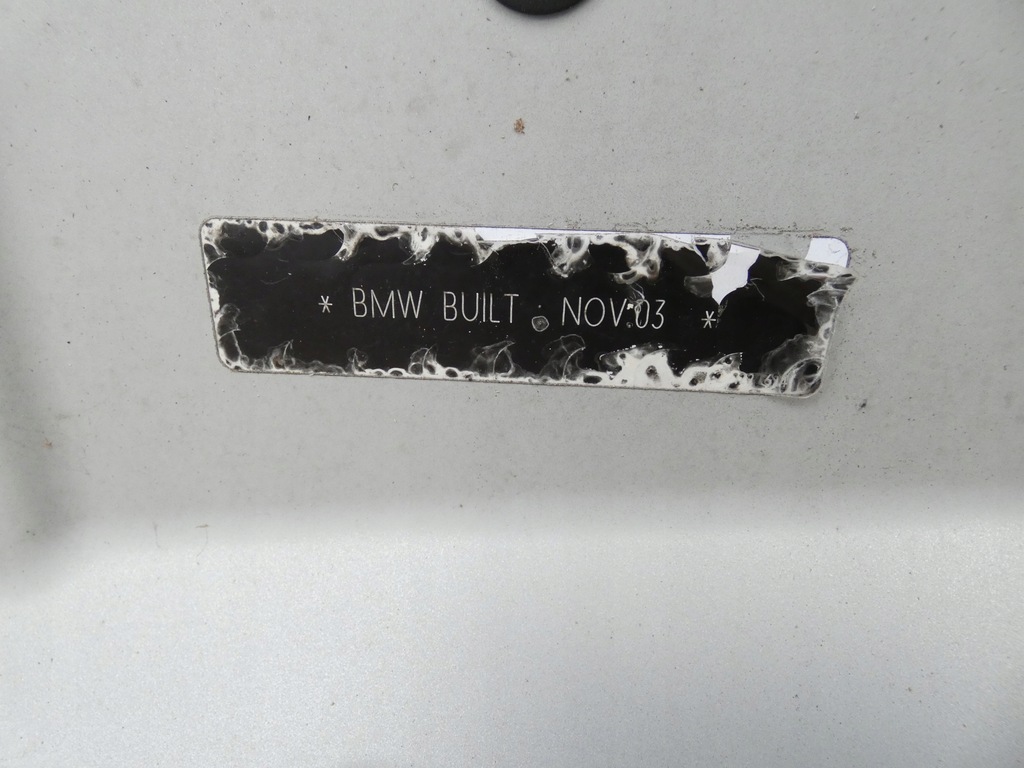 * BMW BUILT : NOV'03 *